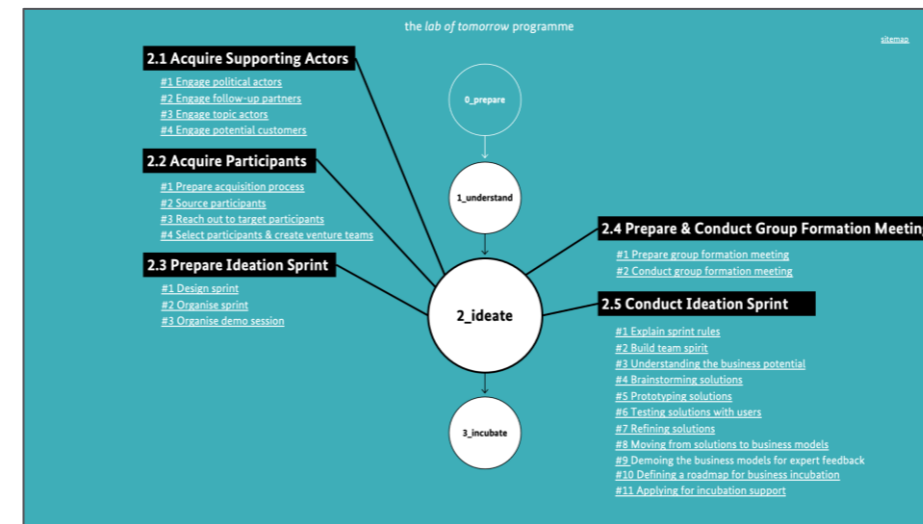 the lab of tomorrow programme
sitemap
2.1 Acquire Supporting Actors
#1 Engage political actors
#2 Engage follow-up partners
#3 Engage topic actors
#4 Engage potential customers
2.2 Acquire Participants
#1 Prepare acquisition process
#2 Source participants
#3 Reach out to target participants
#4 Select participants & create venture teams
2.3 Prepare Ideation Sprint
#1 Design sprint
#2 Organise sprint
#3 Organise demo session
0_prepare
1_understand
2_ideate
3_incubate
2.4 Prepare & Conduct Group Formation Meeting
#1 Prepare group formation meeting
#2 Conduct group formation meeting
2.5 Conduct Ideation Sprint
#1 Explain sprint rules
#2 Build team spirit
#3 Understanding the business potential
#4 Brainstorming solutions
#5 Prototyping solutions
#6 Testing solutions with users
#7 Refining solutions
#8 Moving from solutions to business models
#9 Demoing the business models for expert feedback
#10 Defining a roadmap for business incubation
#11 Applying for incubation support